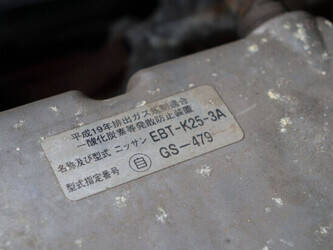 平成19年排出ガス規制適合
一酸化炭素等発散防止装置
名称及び型式 ニッサン EBT-K25-3A
型式指定番号 自 GS-479